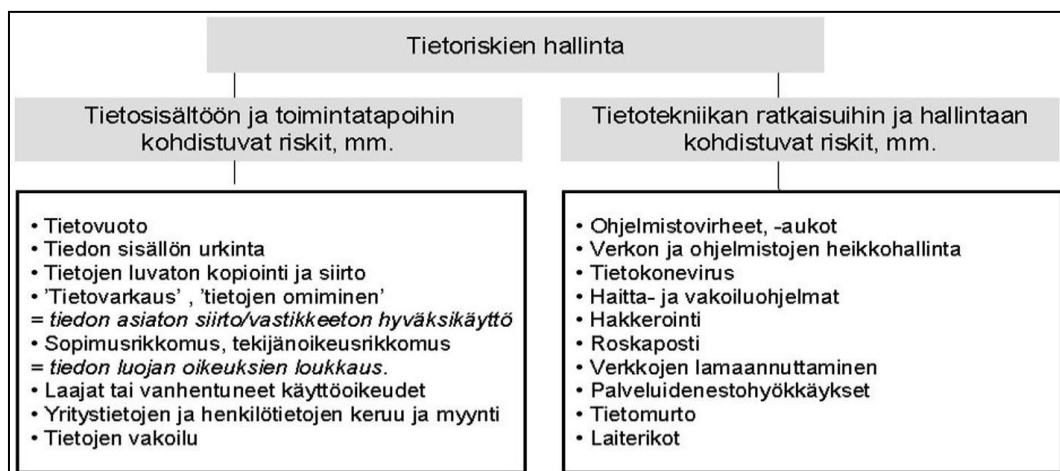 Tietoriskien hallinta
Tietosisältöön ja toimintatapoihin
kohdistuvat riskit, mm.
• Tietovuoto
• Tiedon sisällön urkinta
• Tietojen luvaton kopiointi ja siirto
• ’Tietovarkaus’ , ’tietojen omiminen’
= tiedon asiaton siirto/vastikkeeton hyväksikäyttö
• Sopimusrikkomus, tekijänoikeusrikkomus
= tiedon luojan oikeuksien loukkaus.
• Laajat tai vanhentuneet käyttöoikeudet
• Yritystietojen ja henkilötietojen keruu ja myynti
• Tietojen vakoilu
Tietotekniikan ratkaisuihin ja hallintaan
kohdistuvat riskit, mm.
• Ohjelmistovirheet, -aukot
• Verkon ja ohjelmistojen heikkohallinta
• Tietokonevirus
• Haitta- ja vakoiluohjelmat
• Hakkerointi
• Roskaposti
• Verkkojen lamaannuttaminen
• Palveluidenestohyökkäykset
• Tietomurto
• Laiterikot